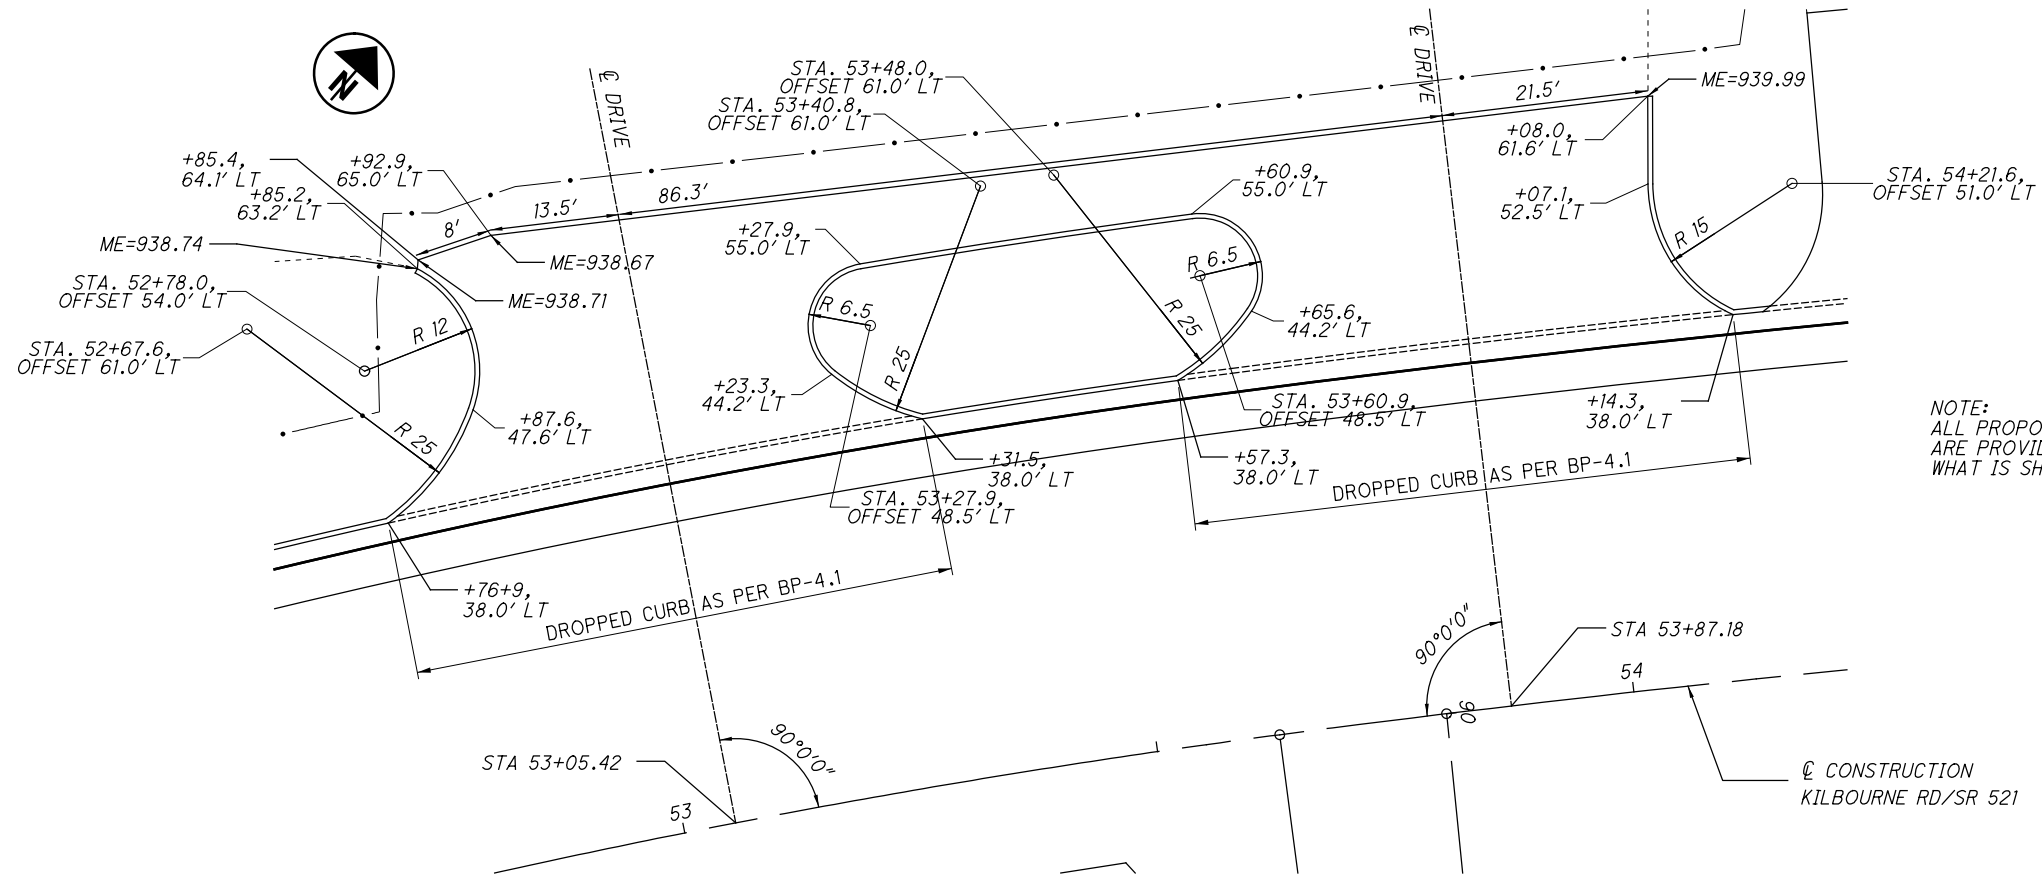 N
℄ DRIVE
℄ DRIVE
STA. 53+48.0,
OFFSET 61.0' LT
STA. 53+40.8,
OFFSET 61.0' LT
21.5'
ME=939.99
+08.0,
61.6' LT
+85.4,
64.1' LT
+92.9,
65.0' LT
+85.2,
63.2' LT
8'
13.5'
86.3'
+60.9,
55.0' LT
+07.1,
52.5' LT
STA. 54+21.6,
OFFSET 51.0' LT
R 15
ME=938.74
+27.9,
55.0' LT
ME=938.67
ME=938.71
R 6.5
R 6.5
STA. 52+78.0,
OFFSET 54.0' LT
R 12
R 25
R 25
+65.6,
44.2' LT
STA. 52+67.6,
OFFSET 61.0' LT
+23.3,
44.2' LT
STA. 53+60.9,
OFFSET 48.5' LT
+14.3,
38.0' LT
NOTE:
ALL PROPO
ARE PROVID
WHAT IS SH
+87.6,
47.6' LT
R 25
+31.5,
38.0' LT
+57.3,
38.0' LT
DROPPED CURB AS PER BP-4.1
STA. 53+27.9,
OFFSET 48.5' LT
+76+9,
38.0' LT
DROPPED CURB AS PER BP-4.1
90°0'0"
STA 53+87.18
54
90
STA 53+05.42
90°0'0"
53
℄ CONSTRUCTION
KILBOURNE RD/SR 521